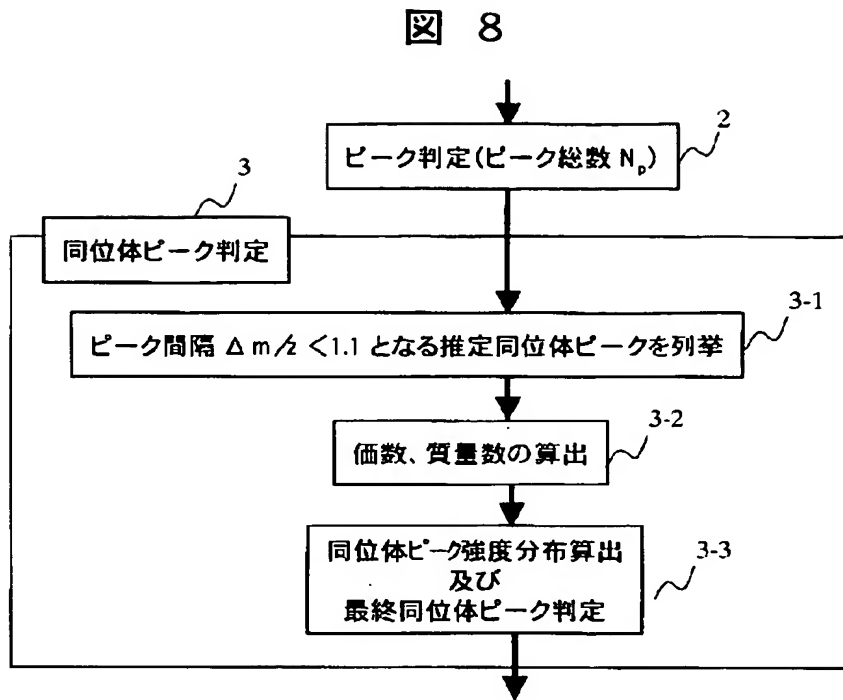 図 8
2
ピーク判定(ピーク総数 Np)
3
同位体ピーク判定
3-1
ピーク間隔 Δm/z <1.1 となる推定同位体ピークを列挙
3-2
価数、質量数の算出
3-3
同位体ピーク強度分布算出
及び
最終同位体ピーク判定